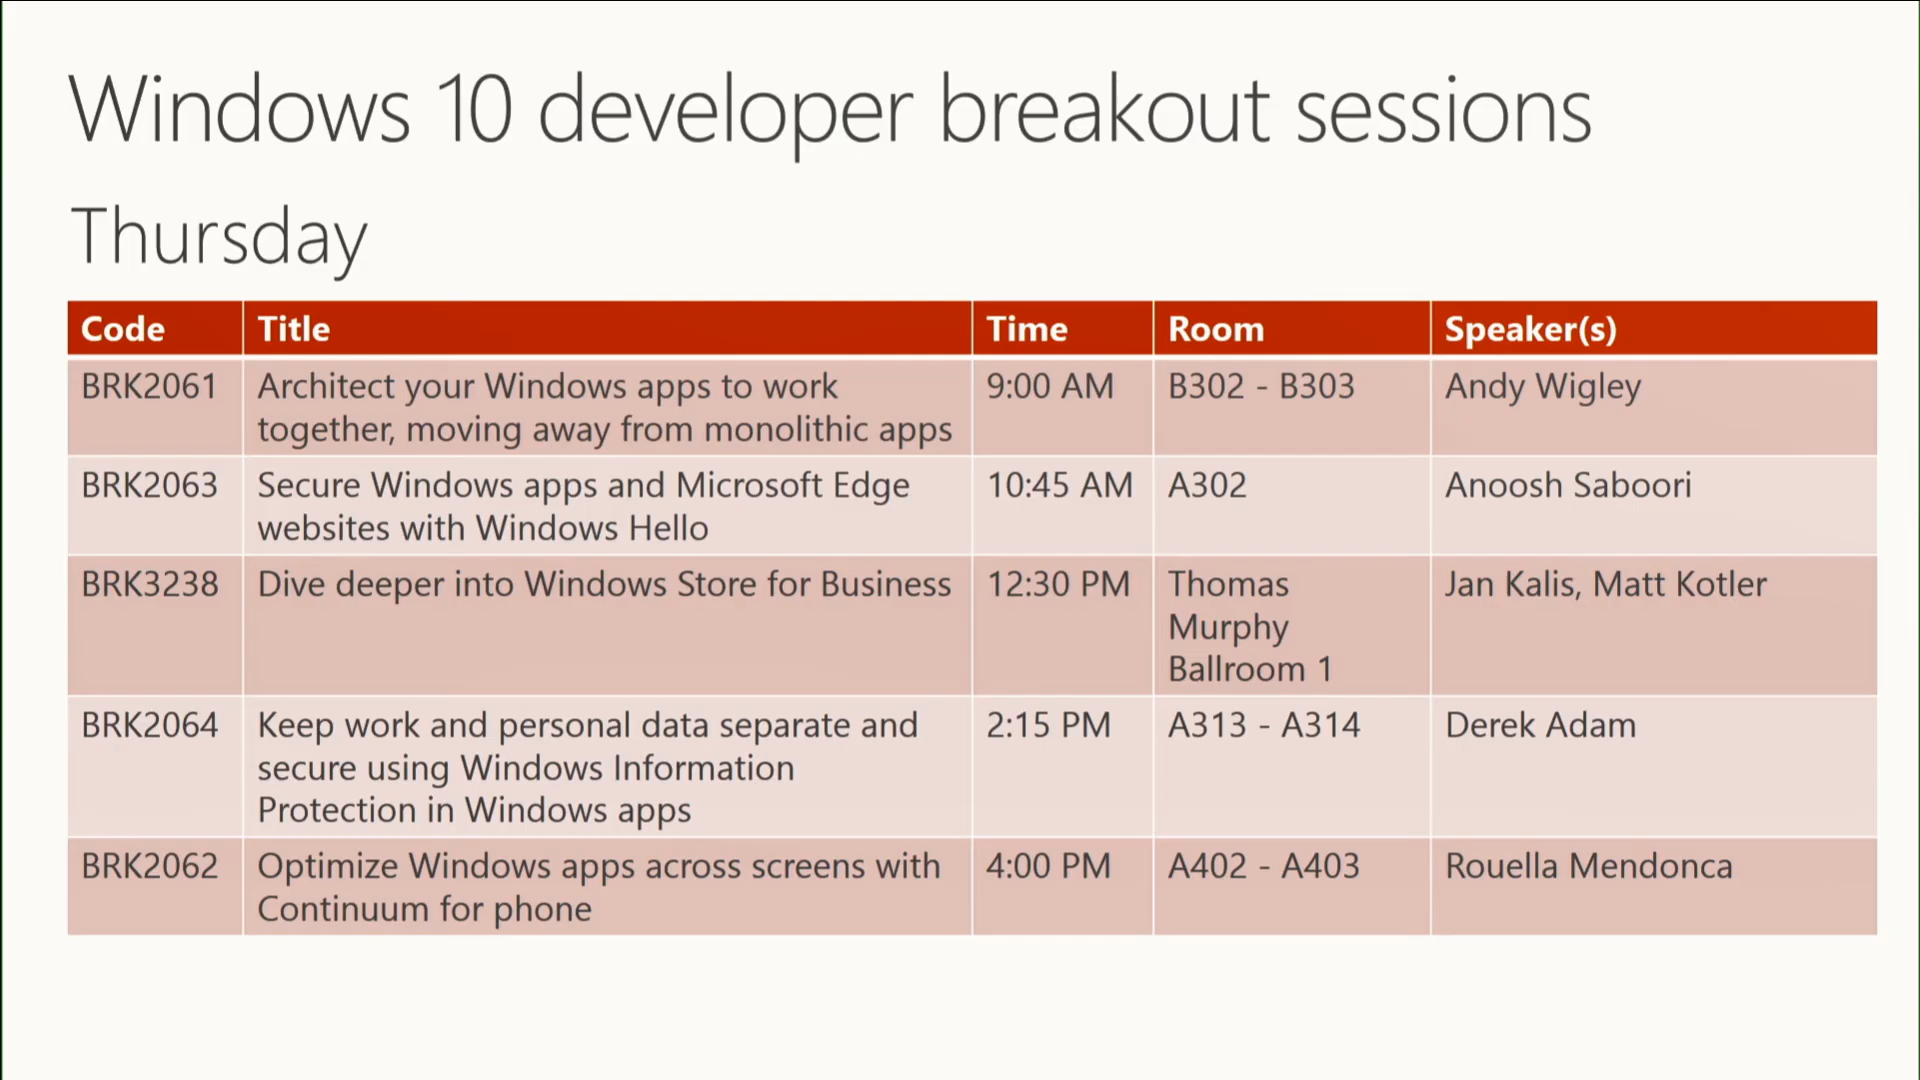 Windows 10 developer breakout sessions
Thursday
Code Title Time Room Speaker(s)
BRK2061 Architect your Windows apps to work 9:00 AM B302 - B303 Andy Wigley
together, moving away from monolithic apps
BRK2063 Secure Windows apps and Microsoft Edge 10:45 AM A302 Anoosh Saboori
websites with Windows Hello
BRK3238 Dive deeper into Windows Store for Business 12:30 PM Thomas Jan Kalis, Matt Kotler
Murphy
Ballroom 1
BRK2064 Keep work and personal data separate and 2:15 PM A313 - A314 Derek Adam
secure using Windows Information
Protection in Windows apps
BRK2062 Optimize Windows apps across screens with 4:00 PM A402 - A403 Rouella Mendonca
Continuum for phone